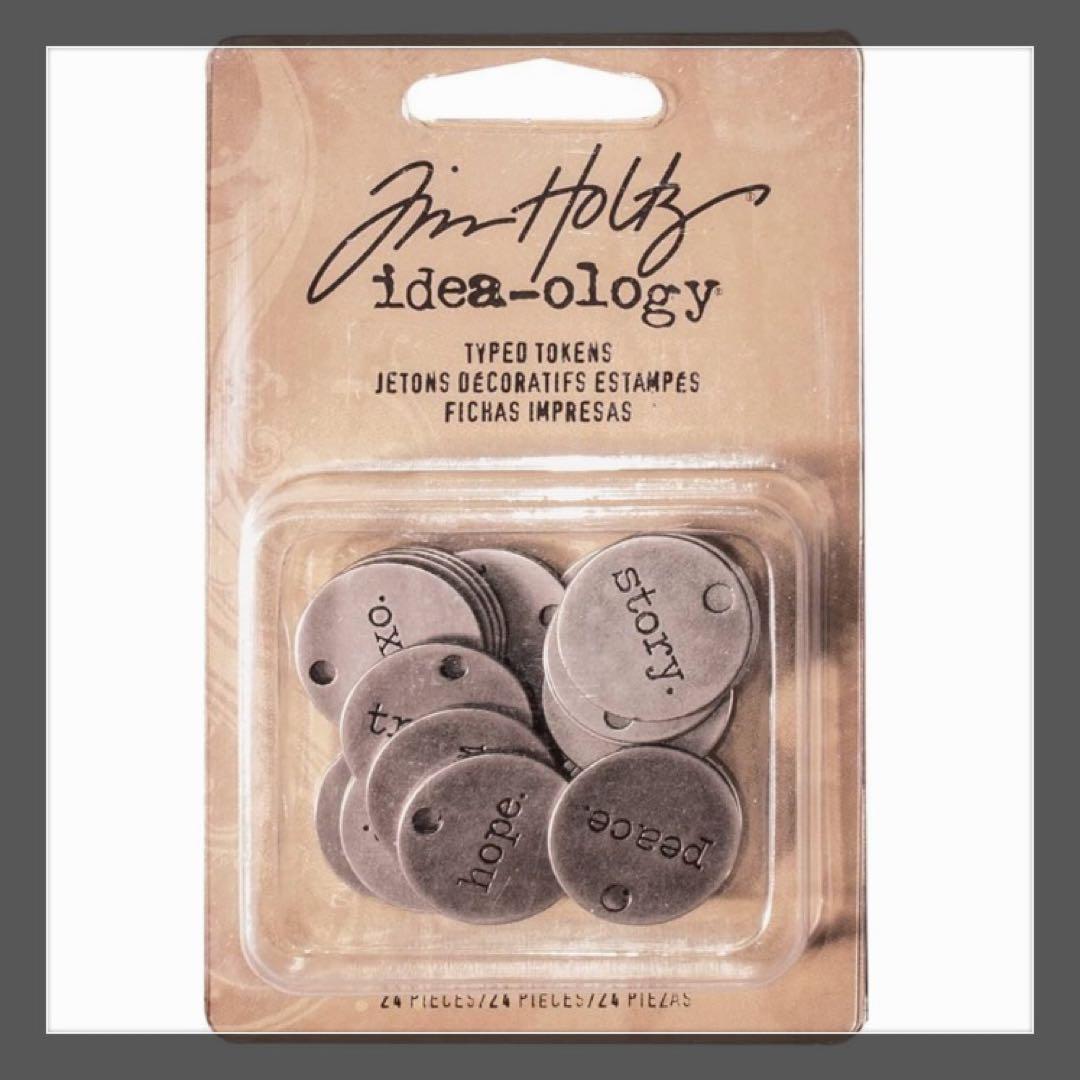 Tim Holtz®
idea-ology®
TYPED TOKENS
JETONS DÉCORATIFS ESTAMPÉS
FICHAS IMPRESAS
story.
xo.
hope.
peace.
24 PIECES/24 PIECES/24 PIEZAS